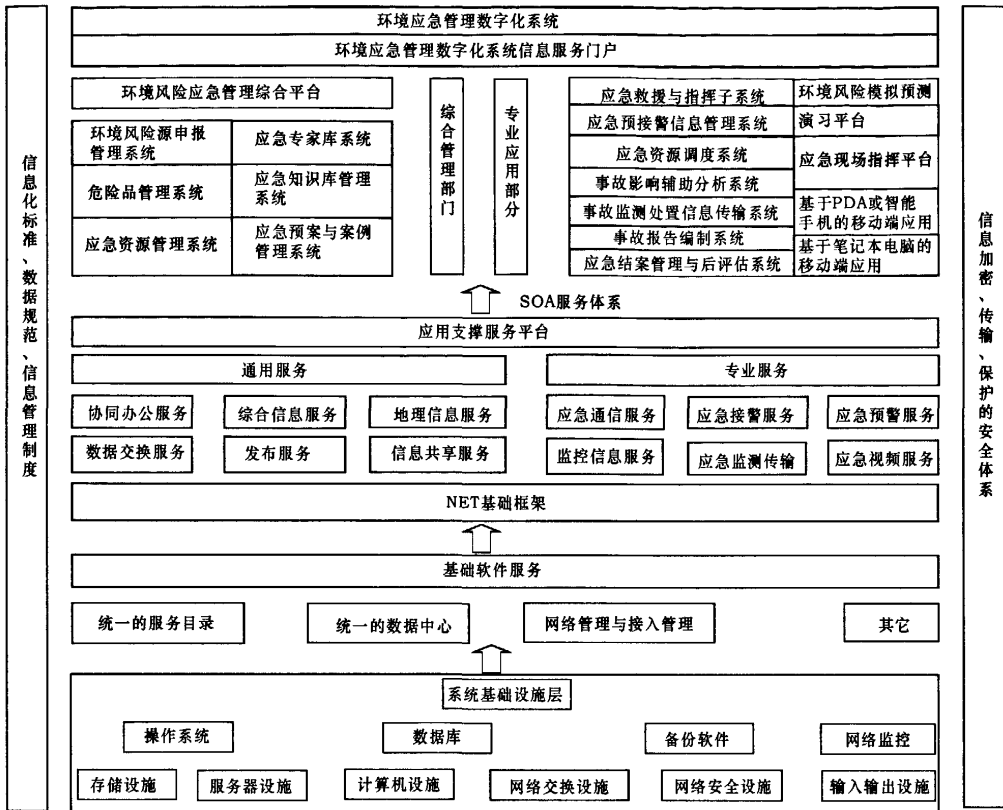 环境应急管理数字化系统
环境应急管理数字化系统信息服务门户
信息化标准、数据规范、信息管理制度
环境风险应急管理综合平台
环境风险源申报
管理系统
应急专家库系统
危险品管理系统
应急知识库管理
系统
应急资源管理系统
应急预案与案例
管理系统
综合管理部门
专业应用部分
应急救援与指挥子系统
应急预接警信息管理系统
应急资源调度系统
事故影响辅助分析系统
事故监测处置信息传输系统
事故报告编制系统
应急结案管理与后评估系统
环境风险模拟预测
演习平台
应急现场指挥平台
基于PDA或智能
手机的移动端应用
基于笔记本电脑的
移动端应用
信息加密、传输、保护的安全体系
SOA服务体系
应用支撑服务平台
通用服务
专业服务
协同办公服务
综合信息服务
地理信息服务
应急通信服务
应急接警服务
应急预警服务
数据交换服务
发布服务
信息共享服务
监控信息服务
应急监测传输
应急视频服务
NET基础框架
基础软件服务
统一的服务目录
统一的数据中心
网络管理与接入管理
其它
系统基础设施层
操作系统
数据库
备份软件
网络监控
存储设施
服务器设施
计算机设施
网络交换设施
网络安全设施
输入输出设施